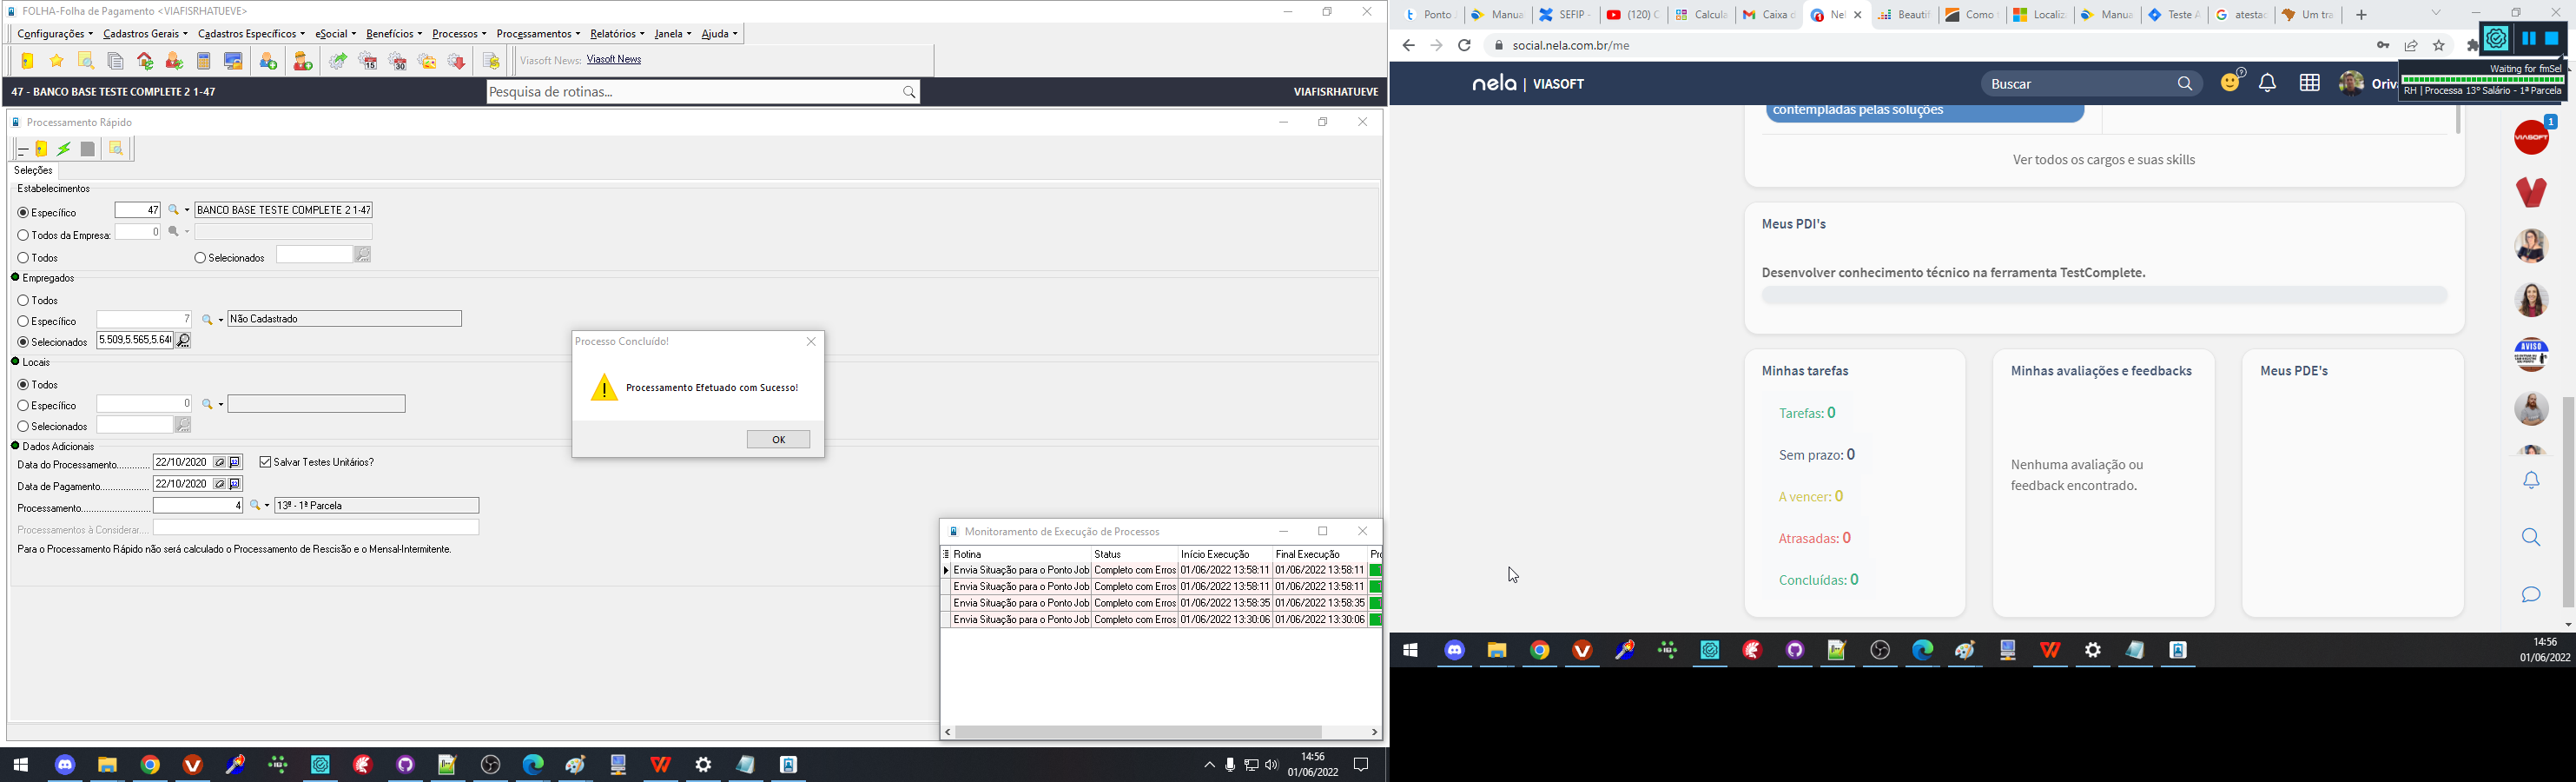 FOLHA-Folha de Pagamento <VIAFISRHATUEVE>
Configurações Cadastros Gerais Cadastros Específicos eSocial Benefícios Processos Processamentos Relatórios Janela Ajuda
Viasoft News: Viasoft News
47 - BANCO BASE TESTE COMPLETE 2 1-47
Pesquisa de rotinas...
VIAFISRHATUEVE
Processamento Rápido
Seleções
Estabelecimentos
Específico 47 BANCO BASE TESTE COMPLETE 2 1-47
Todos da Empresa: 0
Todos Selecionados
Empregados
Todos
Específico 7 Não Cadastrado
Selecionados 5.509,5.565,5.64
Locais
Todos
Específico 0
Selecionados
Dados Adicionais
Data do Processamento............ 22/10/2020 Salvar Testes Unitários?
Data de Pagamento.................. 22/10/2020
Processamento......................... 4 13º - 1ª Parcela
Processamentos à Considerar....
Para o Processamento Rápido não será calculado o Processamento de Rescisão e o Mensal-Intermitente.
Processo Concluído!
Processamento Efetuado com Sucesso!
OK
Monitoramento de Execução de Processos
Rotina Status Início Execução Final Execução Pro
Envia Situação para o Ponto Job Completo com Erros 01/06/2022 13:58:11 01/06/2022 13:58:11
Envia Situação para o Ponto Job Completo com Erros 01/06/2022 13:58:11 01/06/2022 13:58:11
Envia Situação para o Ponto Job Completo com Erros 01/06/2022 13:58:35 01/06/2022 13:58:35
Envia Situação para o Ponto Job Completo com Erros 01/06/2022 13:30:06 01/06/2022 13:30:06
14:56
01/06/2022
Ponto Manua SEFIP - (120) C Calcula Caixa d Nel Beautif Como Localiz Manua Teste A atestac Um tra
social.nela.com.br/me
Waiting for fmSel
RH | Processa 13º Salário - 1ª Parcela
nela | VIASOFT
Buscar
Oriv
contempladas pelas soluções
Ver todos os cargos e suas skills
Meus PDI's
Desenvolver conhecimento técnico na ferramenta TestComplete.
Minhas tarefas
Tarefas: 0
Sem prazo: 0
A vencer: 0
Atrasadas: 0
Concluídas: 0
Minhas avaliações e feedbacks
Nenhuma avaliação ou
feedback encontrado.
Meus PDE's
VIASOFT
1
AVISO
14:56
01/06/2022